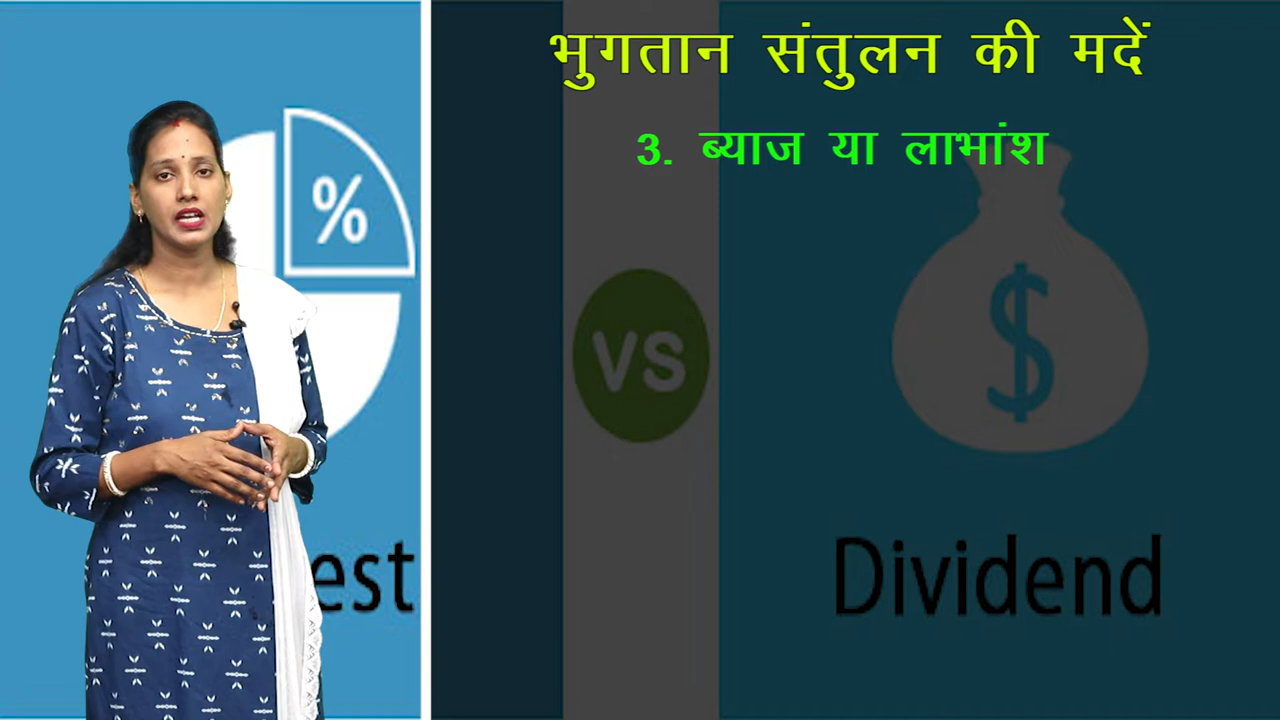 भुगतान संतुलन की मदें
3. ब्याज या लाभांश
%
VS
$
est
Dividend